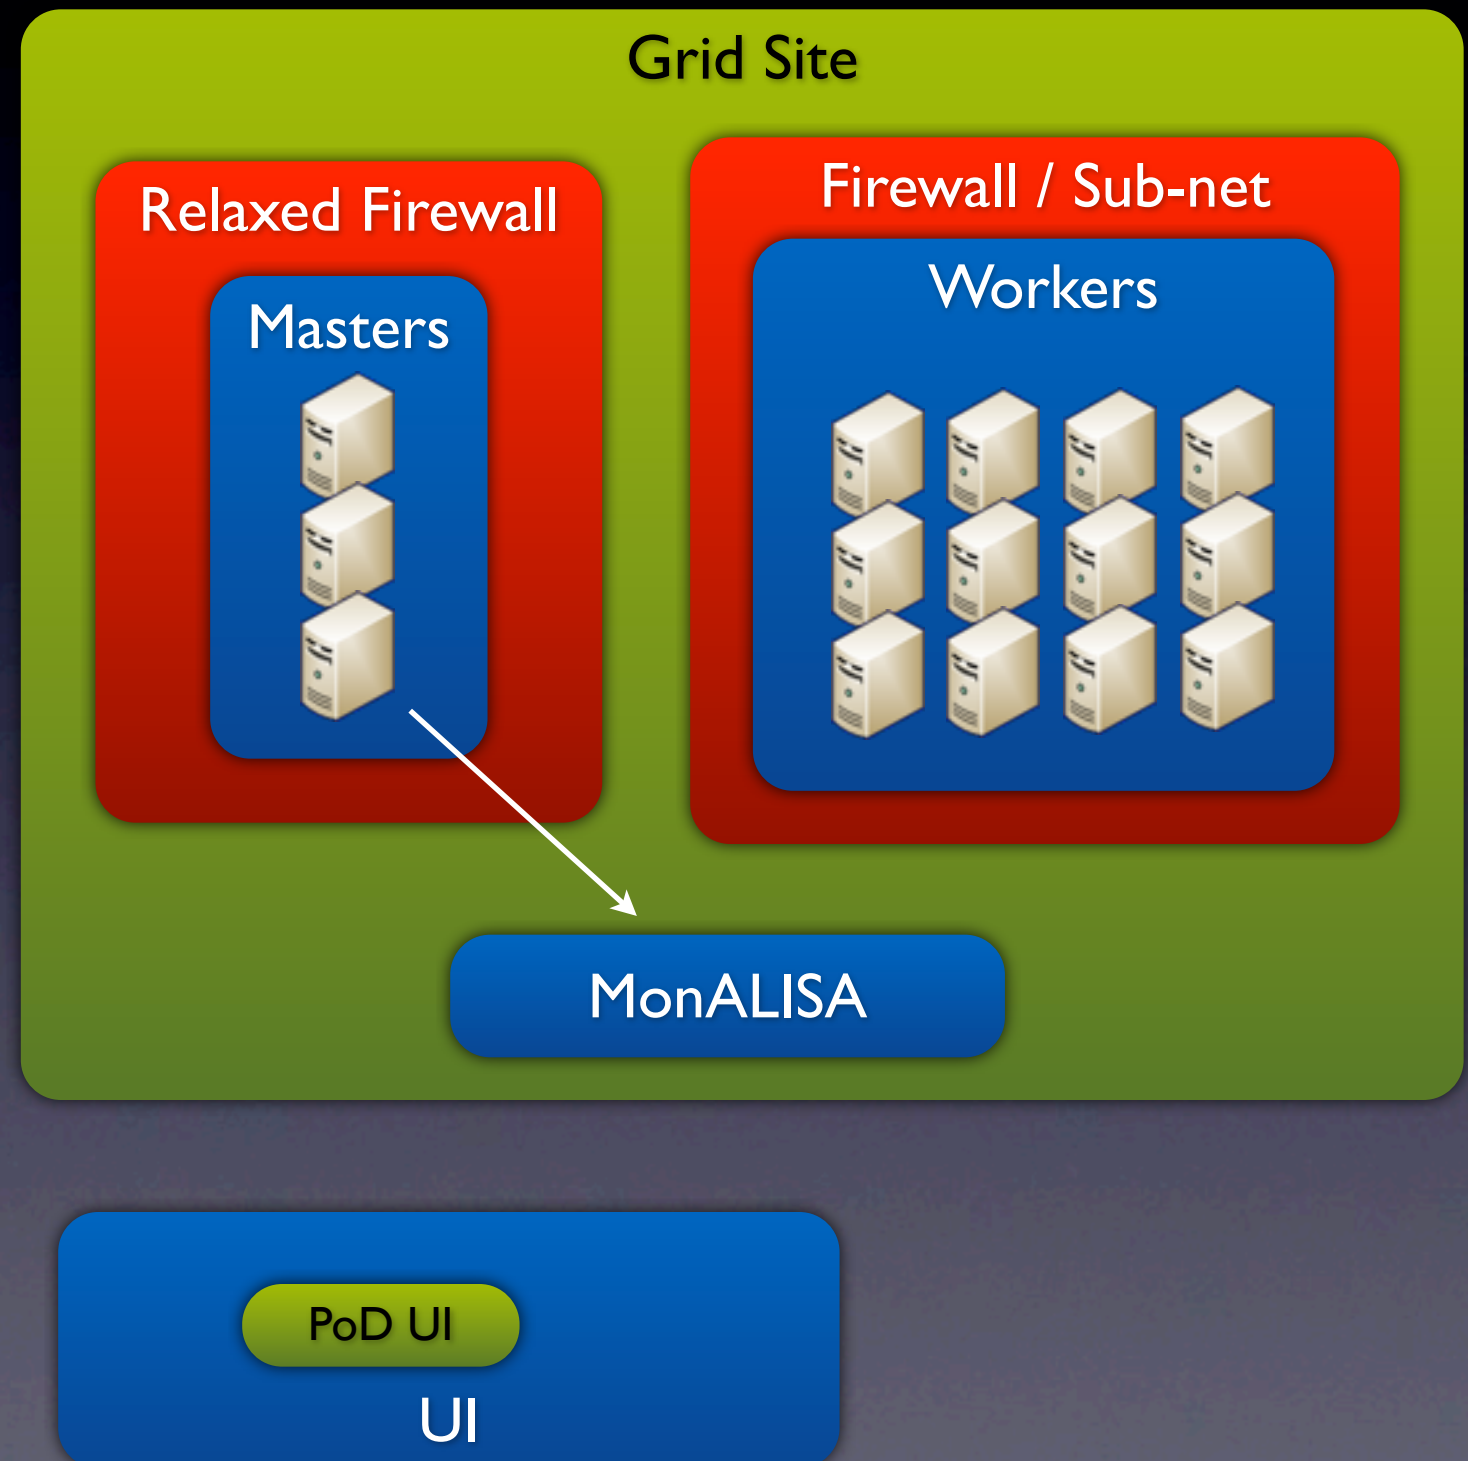 Grid Site
Relaxed Firewall
Masters
Firewall / Sub-net
Workers
MonALISA
PoD UI
UI